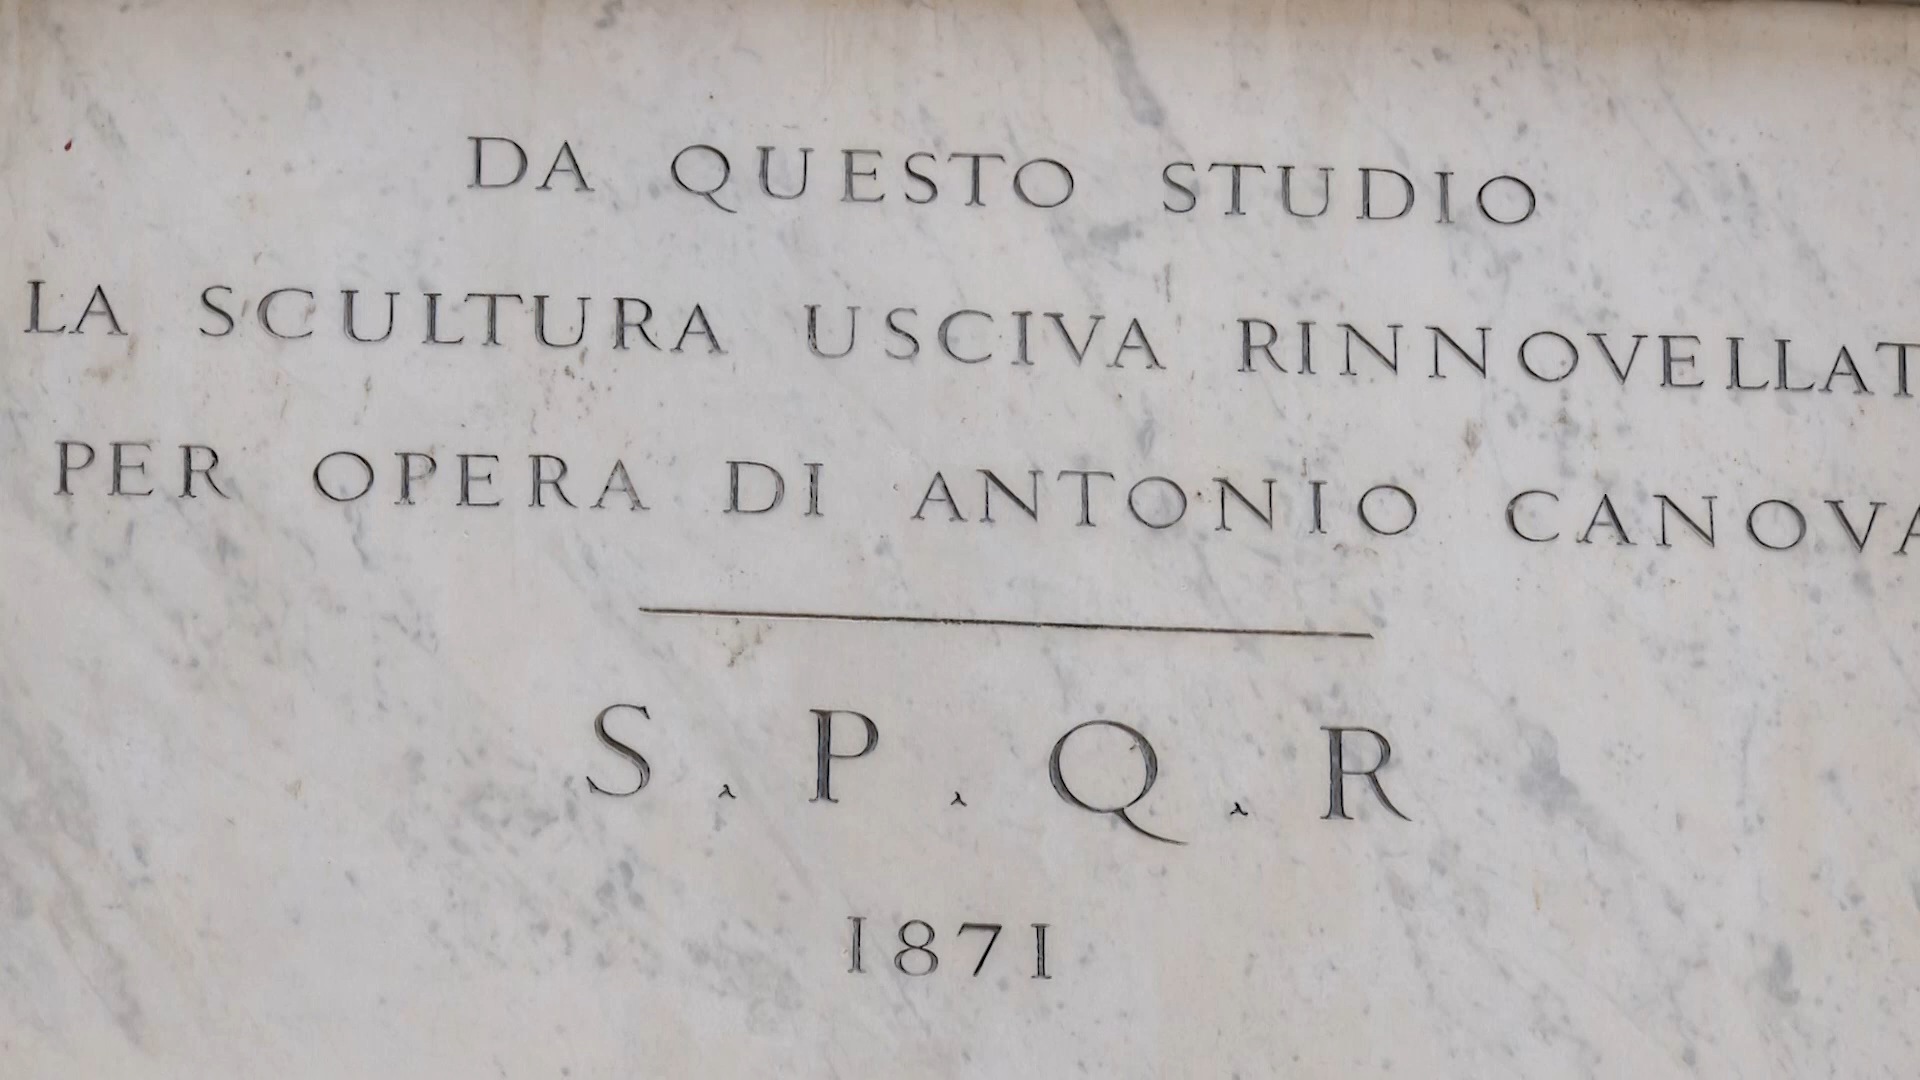 DA QUESTO STUDIO
LA SCULTURA USCIVA RINNOVELLAT
PER OPERA DI ANTONIO CANOVA
S.P.Q.R
1871